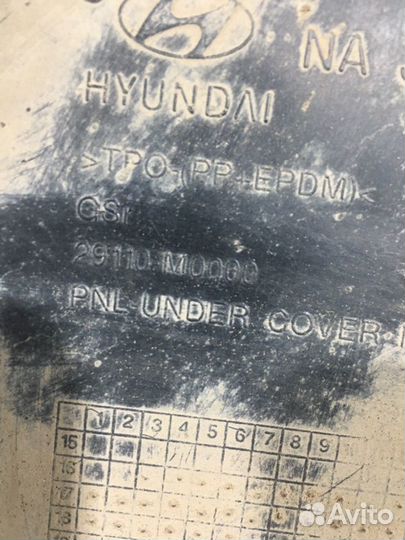 NA
HYUNDAI
>TPO-(PP+EPDM)<
GSr
29110-M0000
PNL-UNDER COVER
1 2 3 4 5 6 7 8 9
15
16
17
18
Avito